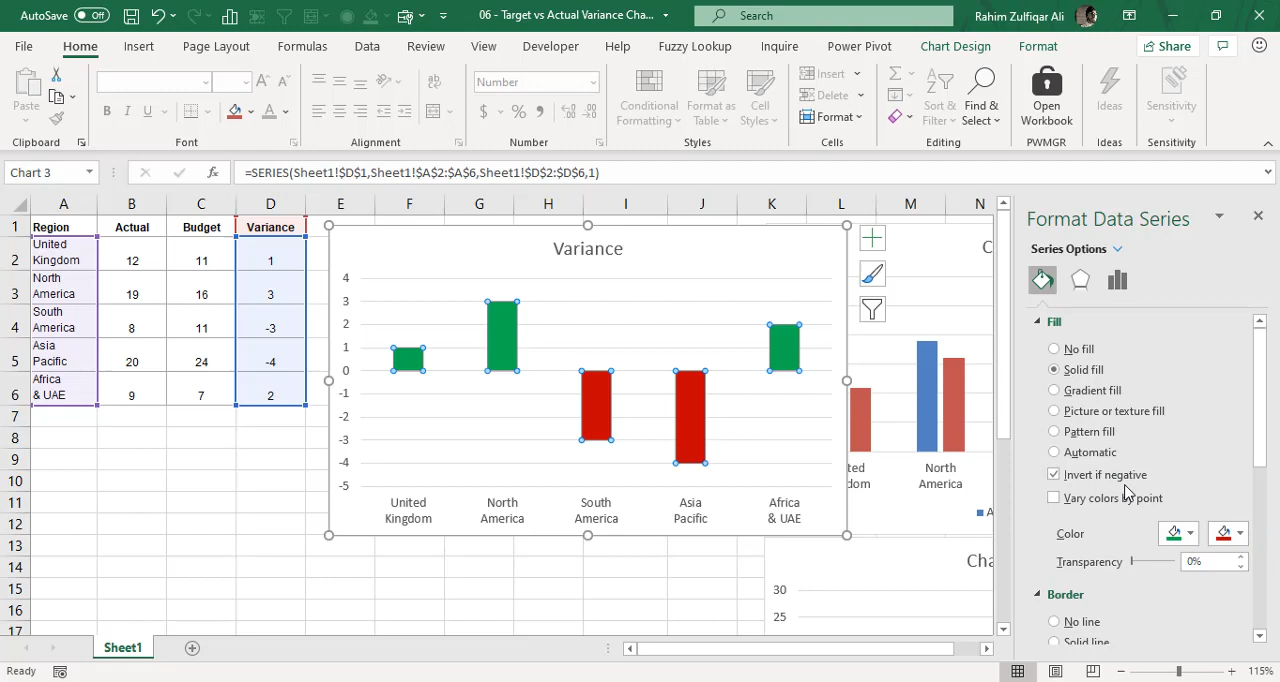 AutoSave Off 06 - Target vs Actual Variance Cha... Search Rahim Zulfiqar Ali
File Home Insert Page Layout Formulas Data Review View Developer Help Fuzzy Lookup Inquire Power Pivot Chart Design Format Share
Paste
B I U
Number
$ %
Conditional Formatting
Format as Table
Cell Styles
Insert
Delete
Format
Sort & Filter
Find & Select
Open Workbook
Ideas
Sensitivity
Clipboard Font Alignment Number Styles Cells Editing PWMGR Ideas Sensitivity
Chart 3 fx =SERIES(Sheet1!$D$1,Sheet1!$A$2:$A$6,Sheet1!$D$2:$D$6,1)
A B C D E F G H I J K L M N
1 Region Actual Budget Variance
2 United Kingdom 12 11 1
3 North America 19 16 3
4 South America 8 11 -3
5 Asia Pacific 20 24 -4
6 Africa & UAE 9 7 2
7
8
9
10
11
12
13
14
15
16
17
Variance
4
3
2
1
0
-1
-2
-3
-4
-5
United Kingdom
North America
South America
Asia Pacific
Africa & UAE
C
ted
dom
North America
A
Cha
30
25
Format Data Series
Series Options
Fill
No fill
Solid fill
Gradient fill
Picture or texture fill
Pattern fill
Automatic
Invert if negative
Vary colors by point
Color
Transparency 0%
Border
No line
Solid line
Sheet1
Ready 115%